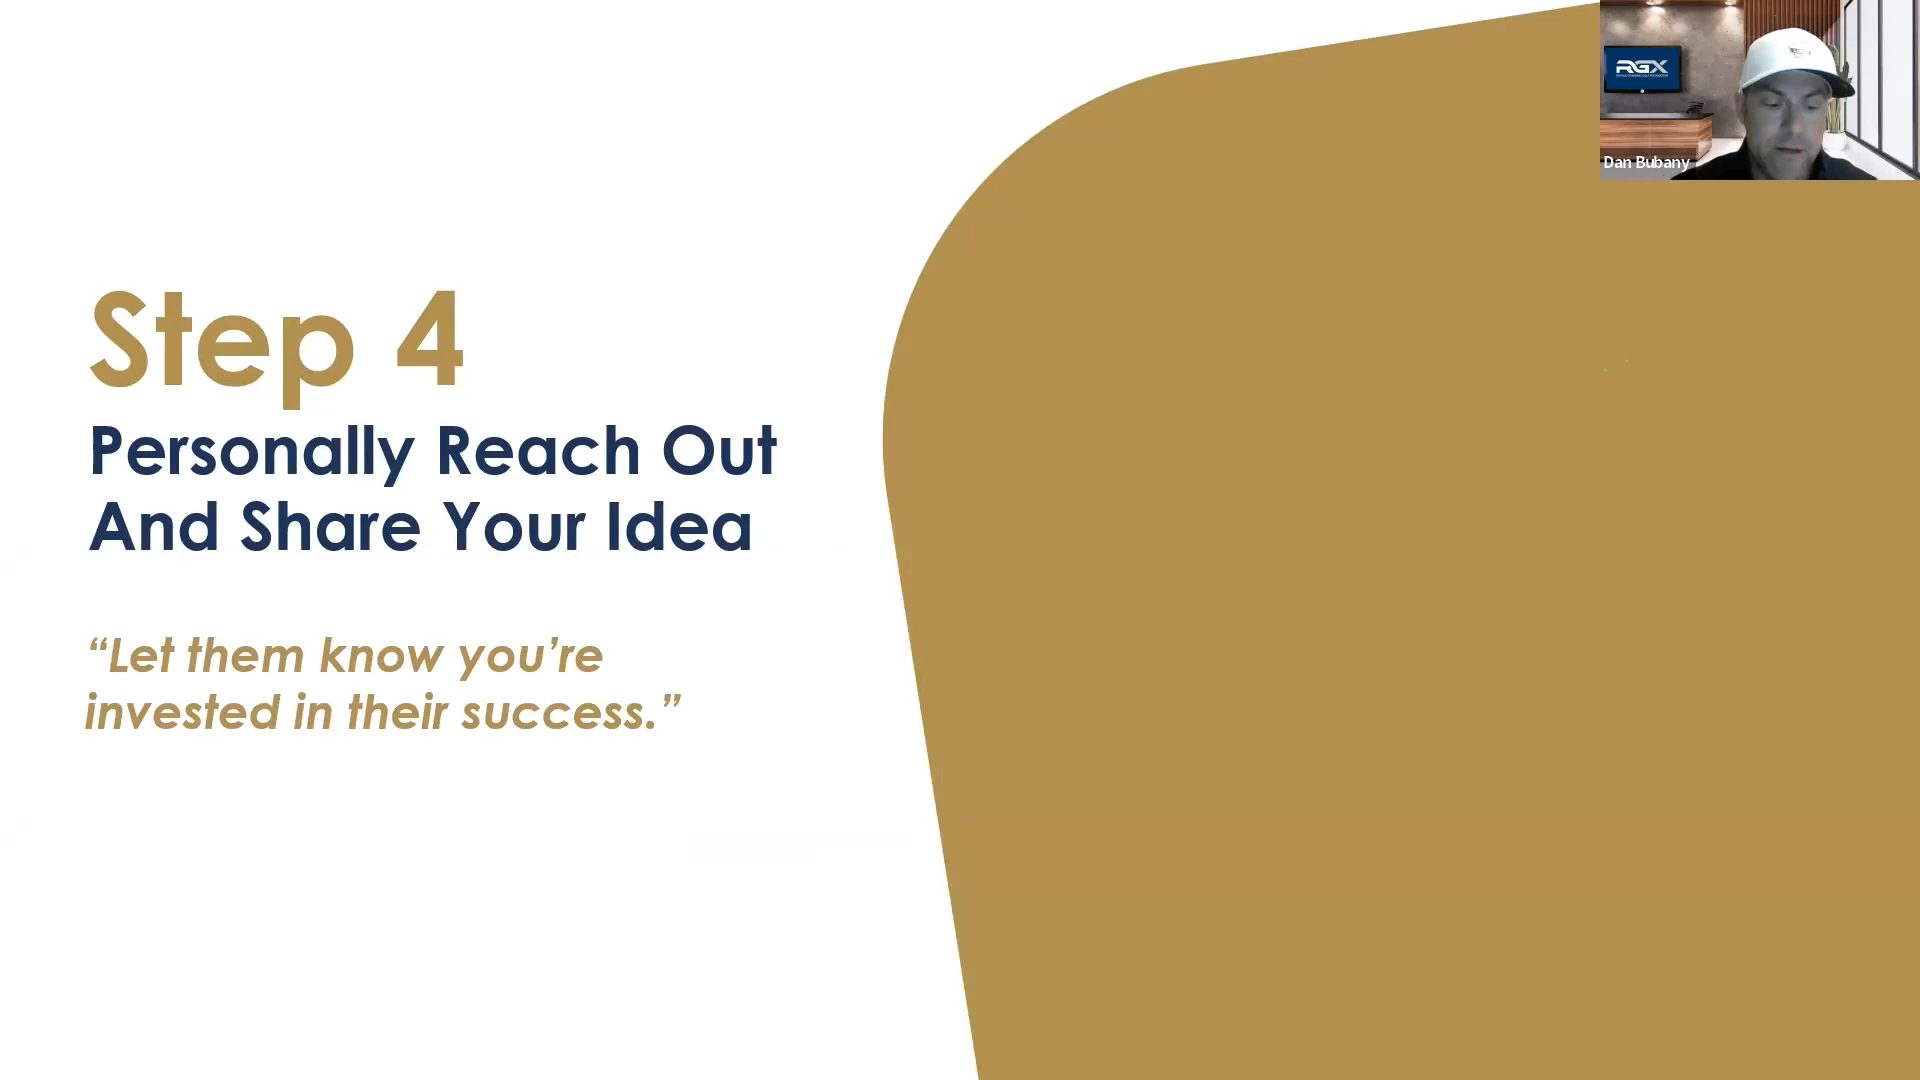 Step 4
Personally Reach Out
And Share Your Idea
“Let them know you’re
invested in their success.”
RGX
Dan Bubany